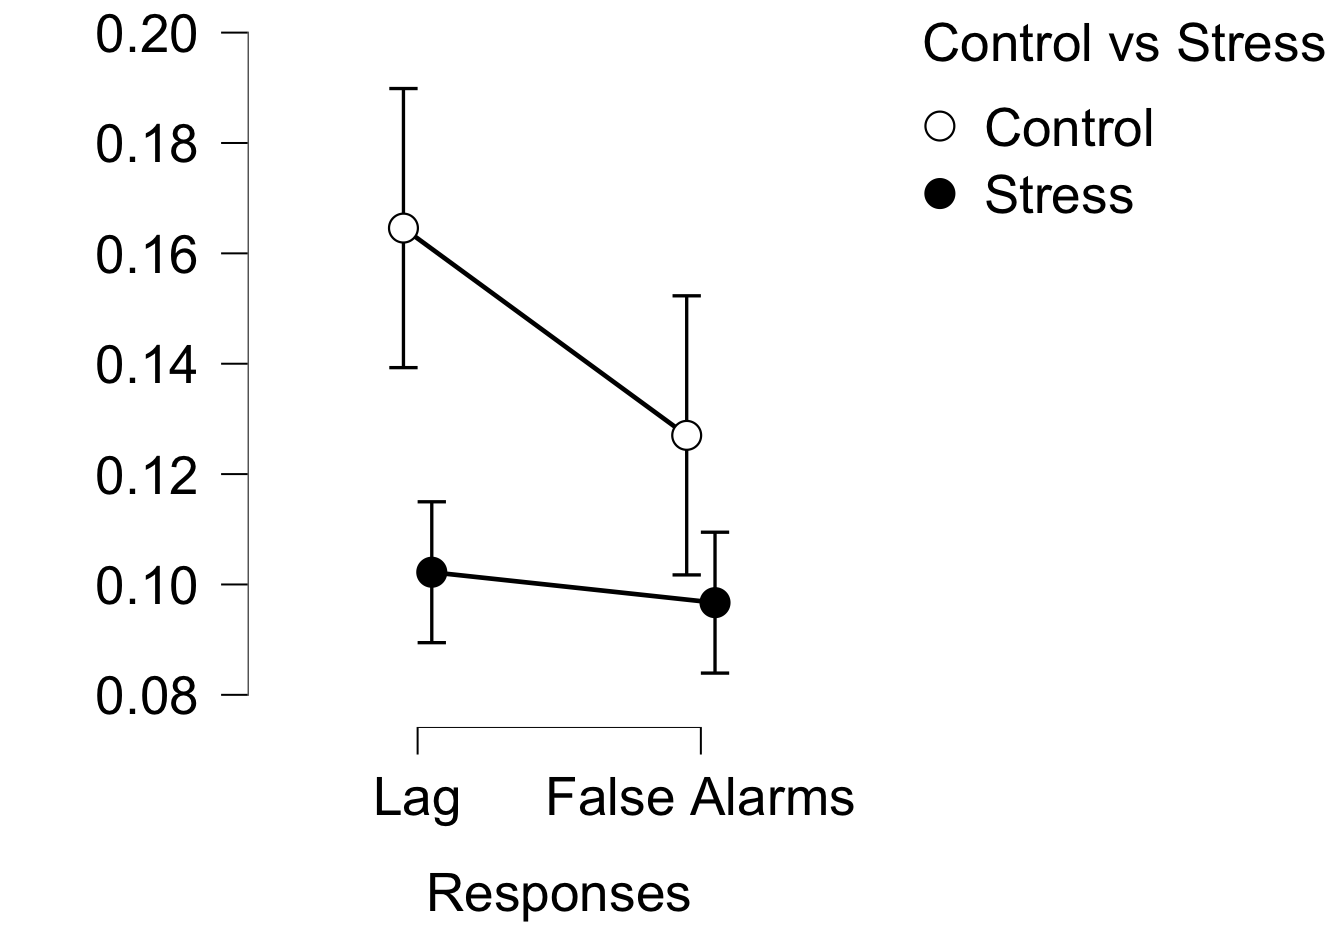 0.20
0.18
0.16
0.14
0.12
0.10
0.08
Lag
False Alarms
Responses
Control vs Stress
Control
Stress